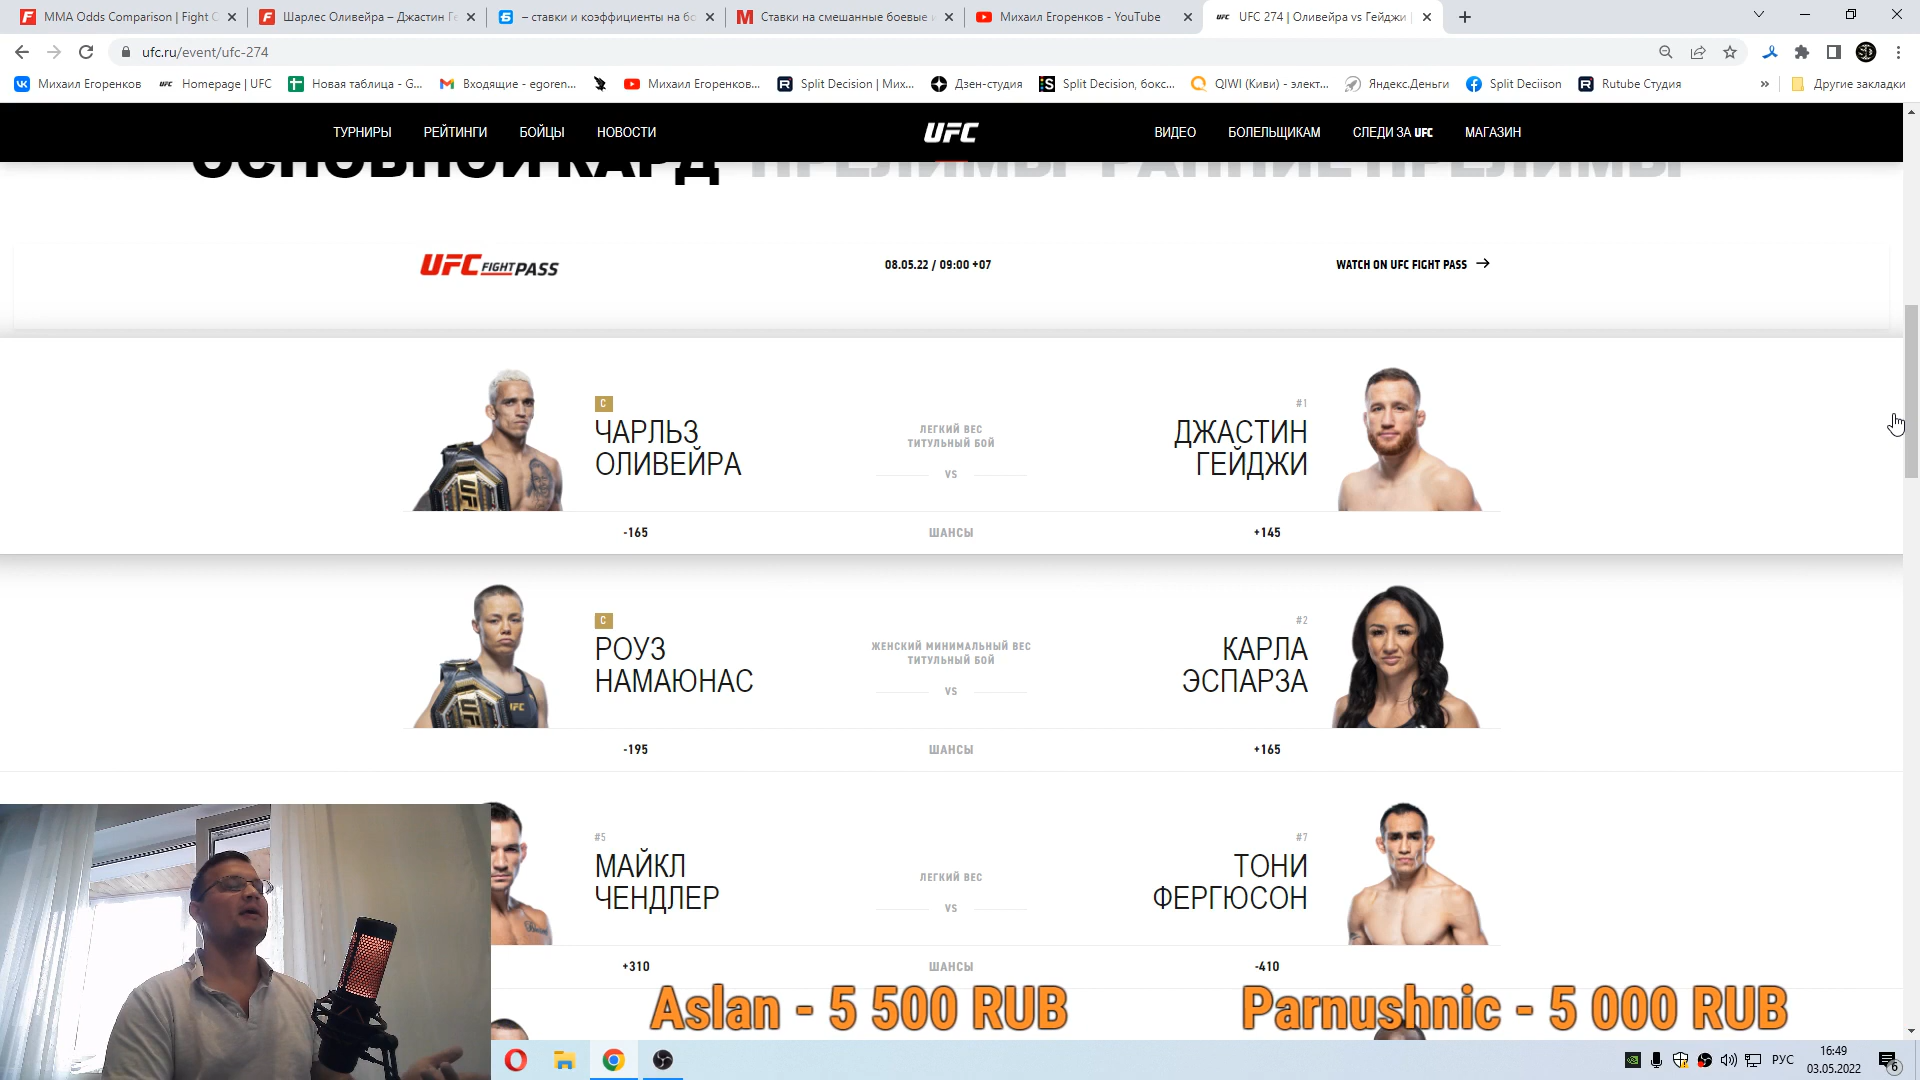 MMA Odds Comparison | Fight C
Шарлес Оливейра – Джастин Ге
– ставки и коэффициенты на бо
Ставки на смешанные боевые и
Михаил Егоренков - YouTube
UFC 274 | Оливейра vs Гейджи |
ufc.ru/event/ufc-274
Михаил Егоренков
Homepage | UFC
Новая таблица - G...
Входящие - egoren...
Михаил Егоренков...
Split Decision | Мих...
Дзен-студия
Split Decision, бокс...
QIWI (Киви) - элект...
Яндекс.Деньги
Split Deciison
Rutube Студия
»
Другие закладки
ТУРНИРЫ РЕЙТИНГИ БОЙЦЫ НОВОСТИ UFC ВИДЕО БОЛЕЛЬЩИКАМ СЛЕДИ ЗА UFC МАГАЗИН
ОСНОВНОЙ КАРД ПРЕЛИМЫ РАННИЕ ПРЕЛИМЫ
UFC FIGHT PASS 08.05.22 / 09:00 +07 WATCH ON UFC FIGHT PASS →
C
ЧАРЛЬЗ
ОЛИВЕЙРА
ЛЕГКИЙ ВЕС
ТИТУЛЬНЫЙ БОЙ
VS
#1
ДЖАСТИН
ГЕЙДЖИ
-165 ШАНСЫ +145
C
РОУЗ
НАМАЮНАС
ЖЕНСКИЙ МИНИМАЛЬНЫЙ ВЕС
ТИТУЛЬНЫЙ БОЙ
VS
#2
КАРЛА
ЭСПАРЗА
-195 ШАНСЫ +165
#5
МАЙКЛ
ЧЕНДЛЕР
ЛЕГКИЙ ВЕС
VS
#7
ТОНИ
ФЕРГЮСОН
+310 ШАНСЫ -410
Aslan - 5 500 RUB
Parnushnic - 5 000 RUB
РУС
16:49
03.05.2022
6